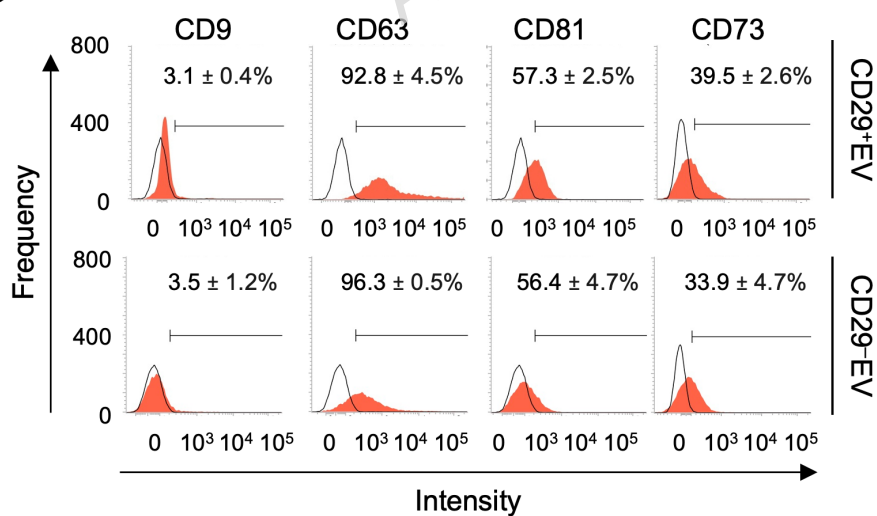 CD9 CD63 CD81 CD73
800
3.1 ± 0.4% 92.8 ± 4.5% 57.3 ± 2.5% 39.5 ± 2.6%
400
0
0 10³ 10⁴ 10⁵ 0 10³ 10⁴ 10⁵ 0 10³ 10⁴ 10⁵ 0 10³ 10⁴ 10⁵
CD29⁺EV
800
3.5 ± 1.2% 96.3 ± 0.5% 56.4 ± 4.7% 33.9 ± 4.7%
400
0
0 10³ 10⁴ 10⁵ 0 10³ 10⁴ 10⁵ 0 10³ 10⁴ 10⁵ 0 10³ 10⁴ 10⁵
CD29⁻EV
Frequency
Intensity